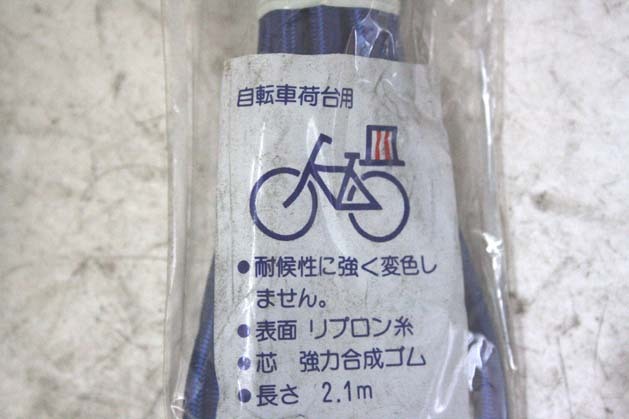 自転車荷台用
●耐候性に強く変色し
ません。
●表面 リプロン糸
●芯 強力合成ゴム
●長さ 2.1m